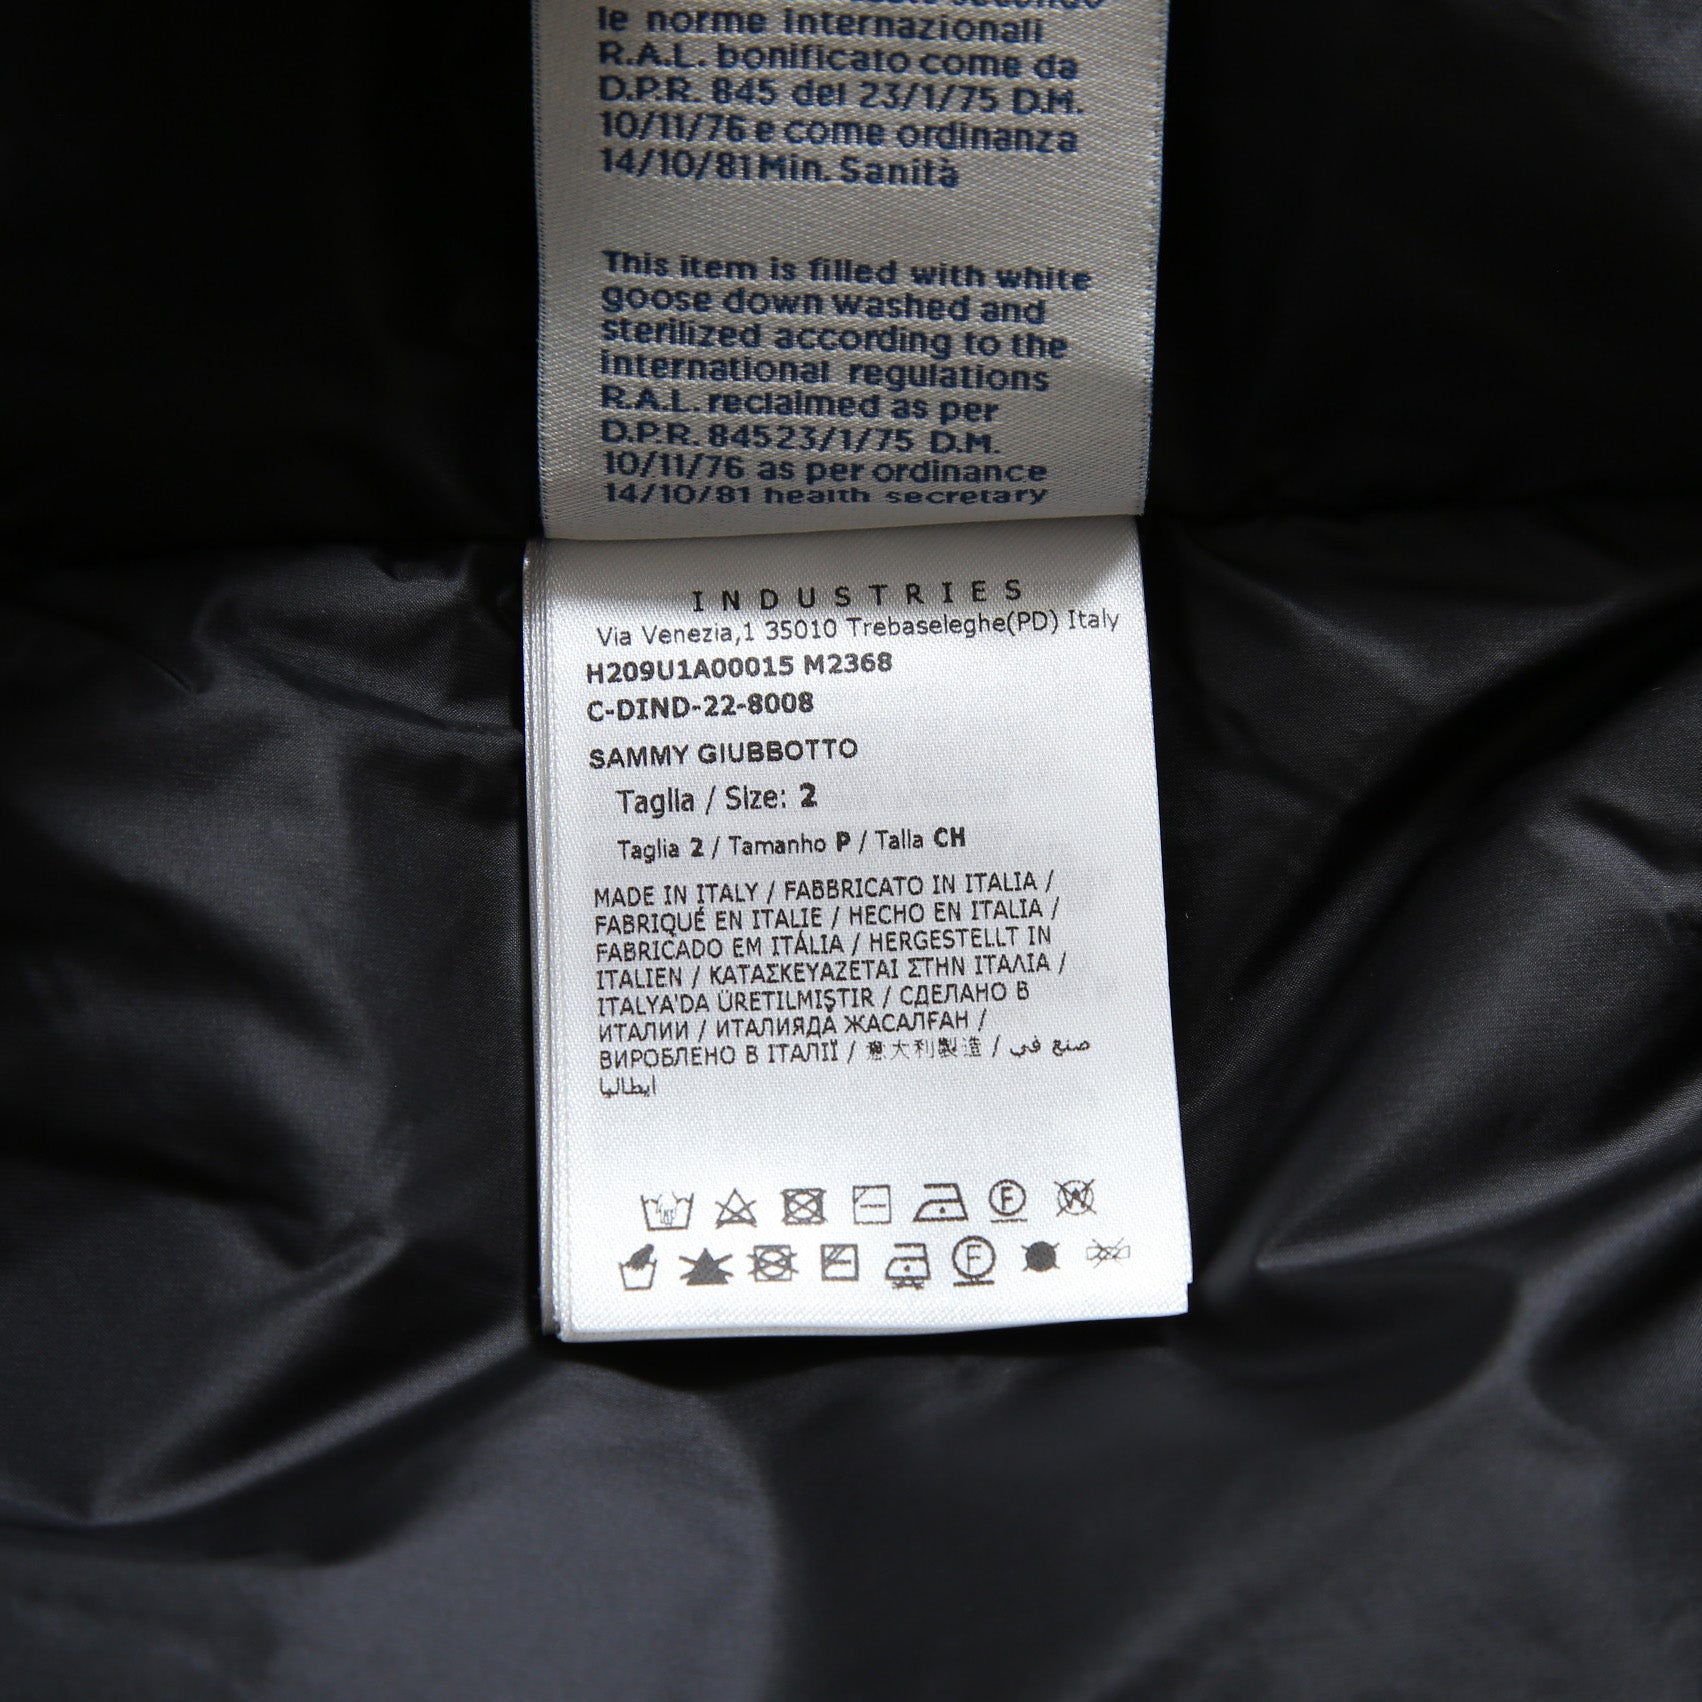 le norme internazionali
R.A.L. bonificato come da
D.P.R. 845 del 23/1/75 D.M.
10/11/76 e come ordinanza
14/10/81 Min. Sanità
This item is filled with white
goose down washed and
sterilized according to the
international regulations
R.A.L. reclaimed as per
D.P.R. 84523/1/75 D.M.
10/11/76 as per ordinance
14/10/81 health secretary
INDUSTRIES
Via Venezia,1 35010 Trebaseleghe(PD) Italy
H209U1A00015 M2368
C-DIND-22-8008
SAMMY GIUBBOTTO
Taglia / Size: 2
Taglia 2 / Tamanho P / Talla CH
MADE IN ITALY / FABBRICATO IN ITALIA /
FABRIQUÉ EN ITALIE / HECHO EN ITALIA /
FABRICADO EM ITÁLIA / HERGESTELLT IN
ITALIEN / ΚΑΤΑΣΚΕΥΑΖΕΤΑΙ ΣΤΗΝ ΙΤΑΛΙΑ /
ITALYA'DA ÜRETILMIŞTIR / СДЕЛАНО В
ИТАЛИИ / ИТАЛИЯДА ЖАСАЛҒАН /
ВИРОБЛЕНО В ІТАЛІЇ / 意大利製造 / صنع في
ايطاليا
F W
F